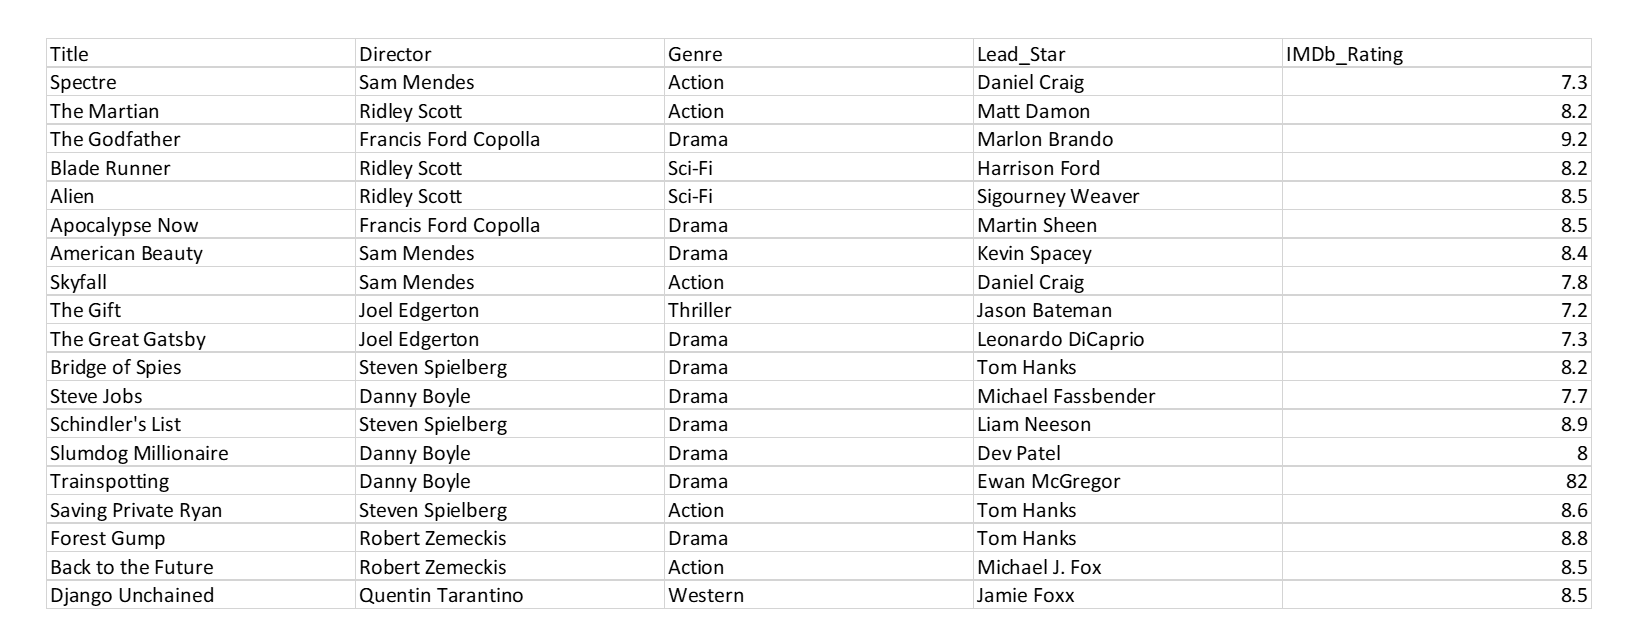 Title Director Genre Lead_Star IMDb_Rating
Spectre Sam Mendes Action Daniel Craig 7.3
The Martian Ridley Scott Action Matt Damon 8.2
The Godfather Francis Ford Copolla Drama Marlon Brando 9.2
Blade Runner Ridley Scott Sci-Fi Harrison Ford 8.2
Alien Ridley Scott Sci-Fi Sigourney Weaver 8.5
Apocalypse Now Francis Ford Copolla Drama Martin Sheen 8.5
American Beauty Sam Mendes Drama Kevin Spacey 8.4
Skyfall Sam Mendes Action Daniel Craig 7.8
The Gift Joel Edgerton Thriller Jason Bateman 7.2
The Great Gatsby Joel Edgerton Drama Leonardo DiCaprio 7.3
Bridge of Spies Steven Spielberg Drama Tom Hanks 8.2
Steve Jobs Danny Boyle Drama Michael Fassbender 7.7
Schindler's List Steven Spielberg Drama Liam Neeson 8.9
Slumdog Millionaire Danny Boyle Drama Dev Patel 8
Trainspotting Danny Boyle Drama Ewan McGregor 82
Saving Private Ryan Steven Spielberg Action Tom Hanks 8.6
Forest Gump Robert Zemeckis Drama Tom Hanks 8.8
Back to the Future Robert Zemeckis Action Michael J. Fox 8.5
Django Unchained Quentin Tarantino Western Jamie Foxx 8.5